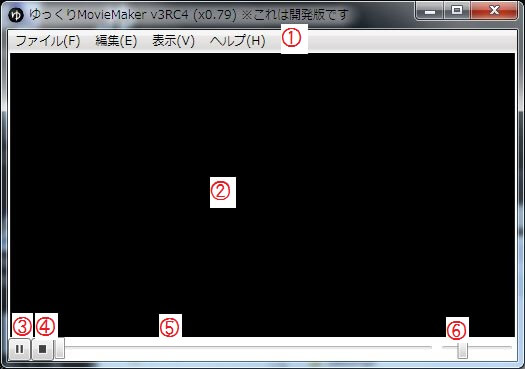 ゆ ゆっくりMovieMaker v3RC4 (x0.79) ※これは開発版です
ファイル(F) 編集(E) 表示(V) ヘルプ(H) ①
②
③ ④ ⑤ ⑥